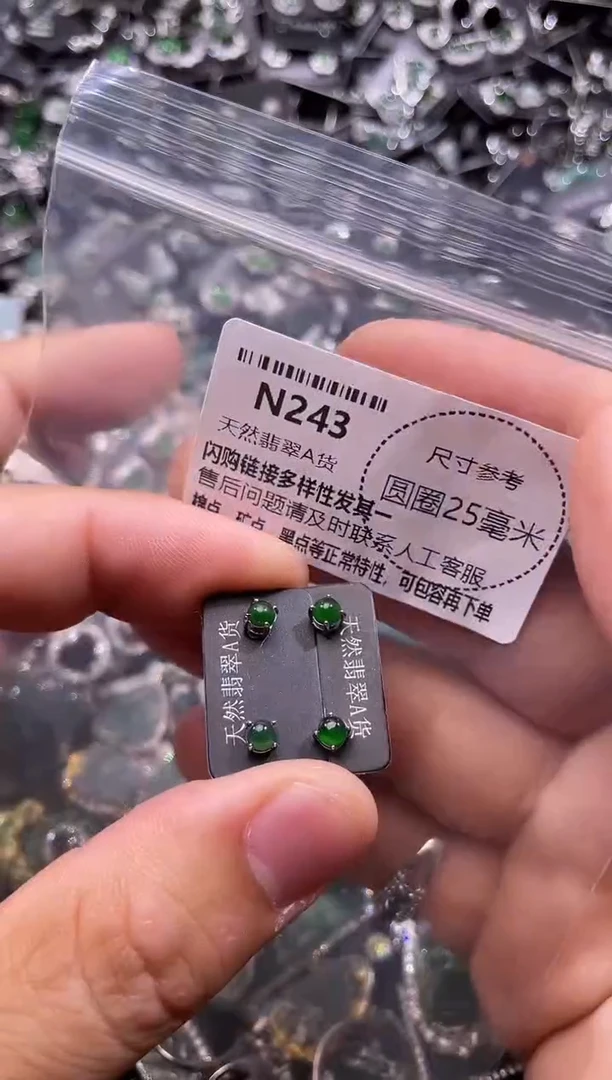 N243
天然翡翠A货
闪购链接多样性发其一
售后问题请及时联系人工客服
棉点、矿点、黑点等正常特性，可包容再下单
尺寸参考
圆圈25毫米
天然翡翠A货
天然翡翠A货